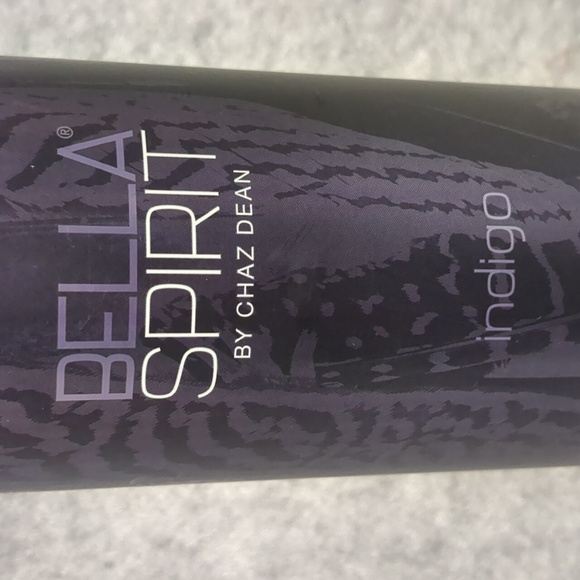 BELLA®
SPIRIT
BY CHAZ DEAN
indigo